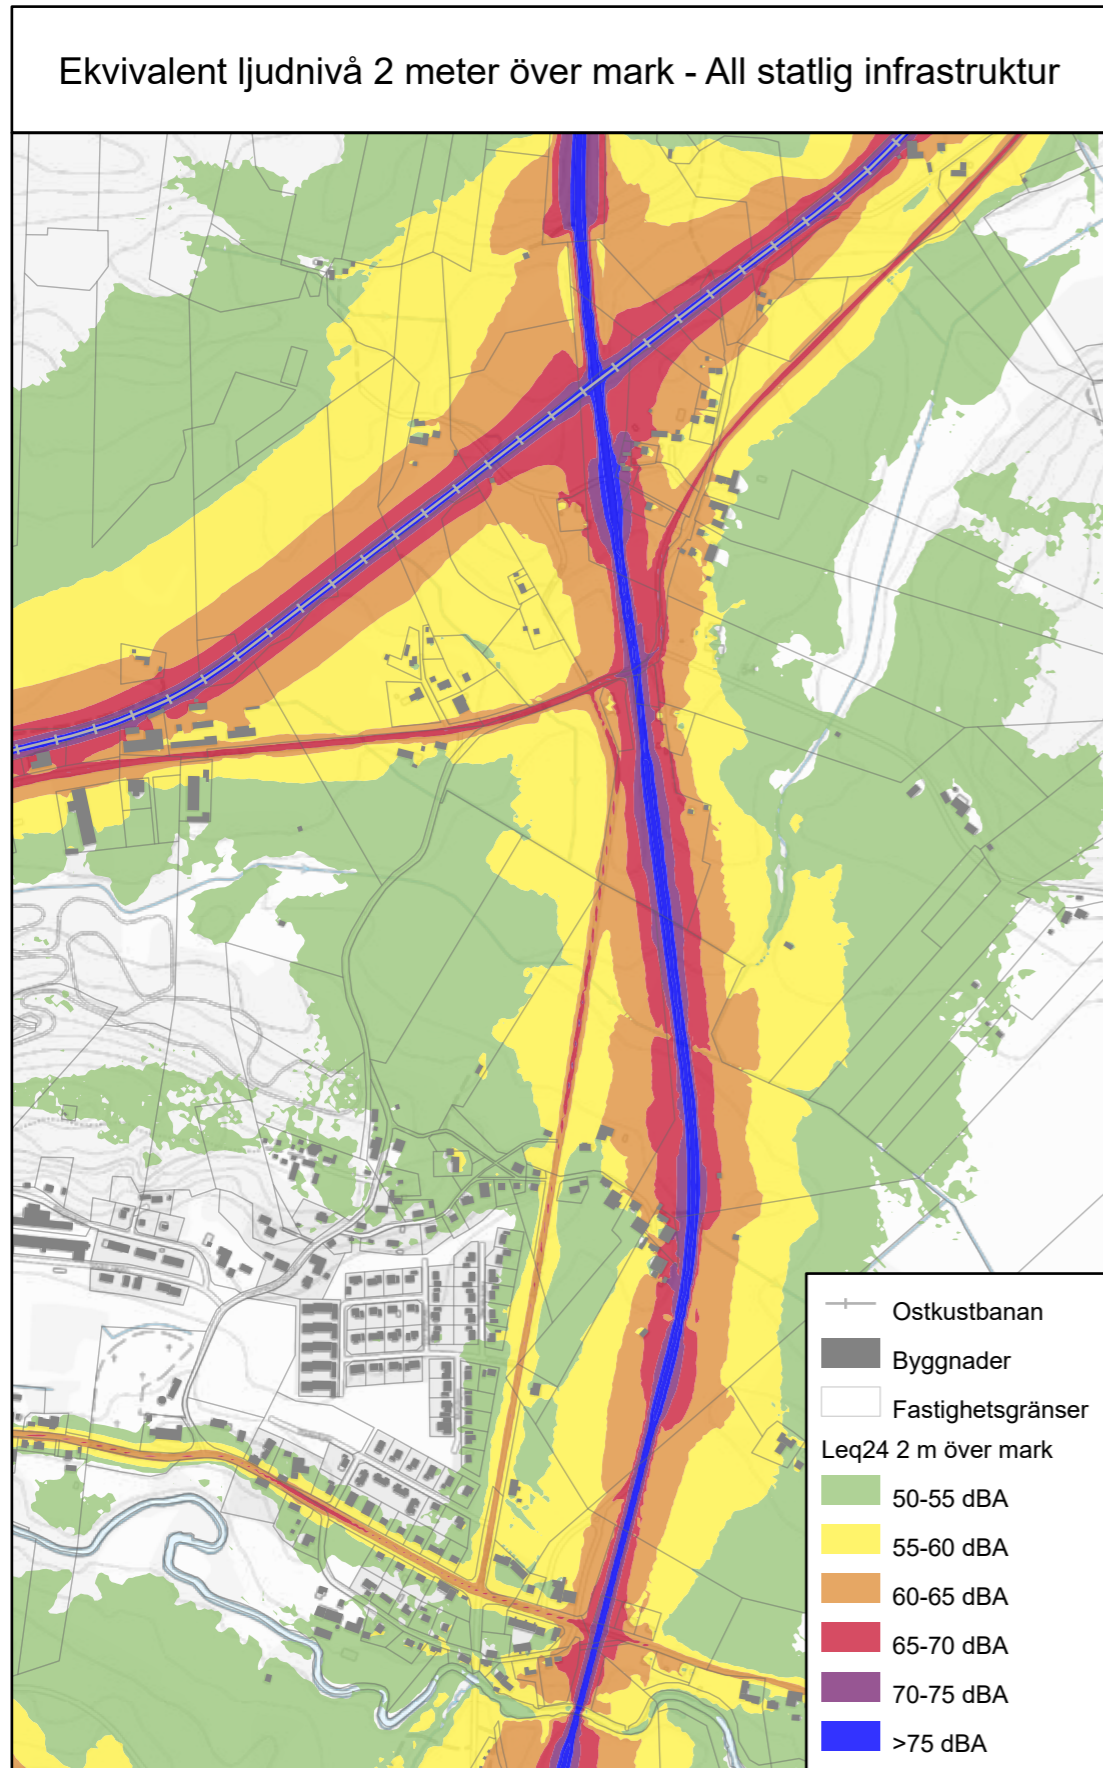 Ekvivalent ljudnivå 2 meter över mark - All statlig infrastruktur
Ostkustbanan
Byggnader
Fastighetsgränser
Leq24 2 m över mark
50-55 dBA
55-60 dBA
60-65 dBA
65-70 dBA
70-75 dBA
>75 dBA